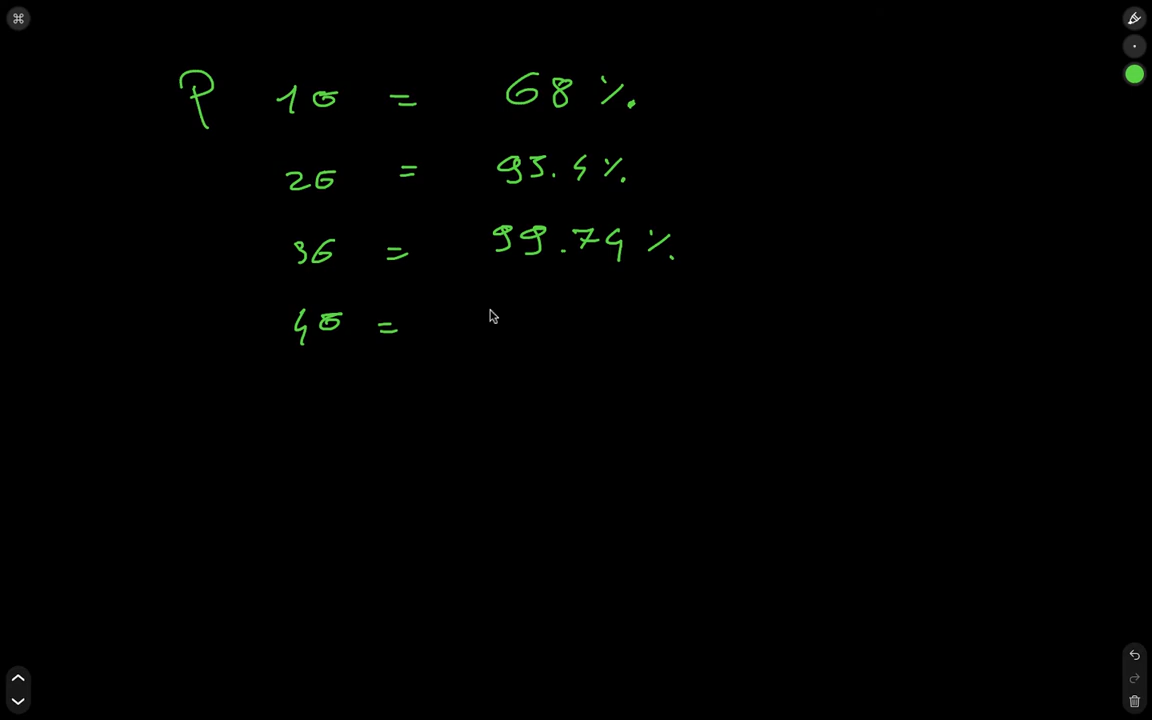 P 1σ = 68 %.
2σ = 95.4 %.
3σ = 99.74 %.
4σ =